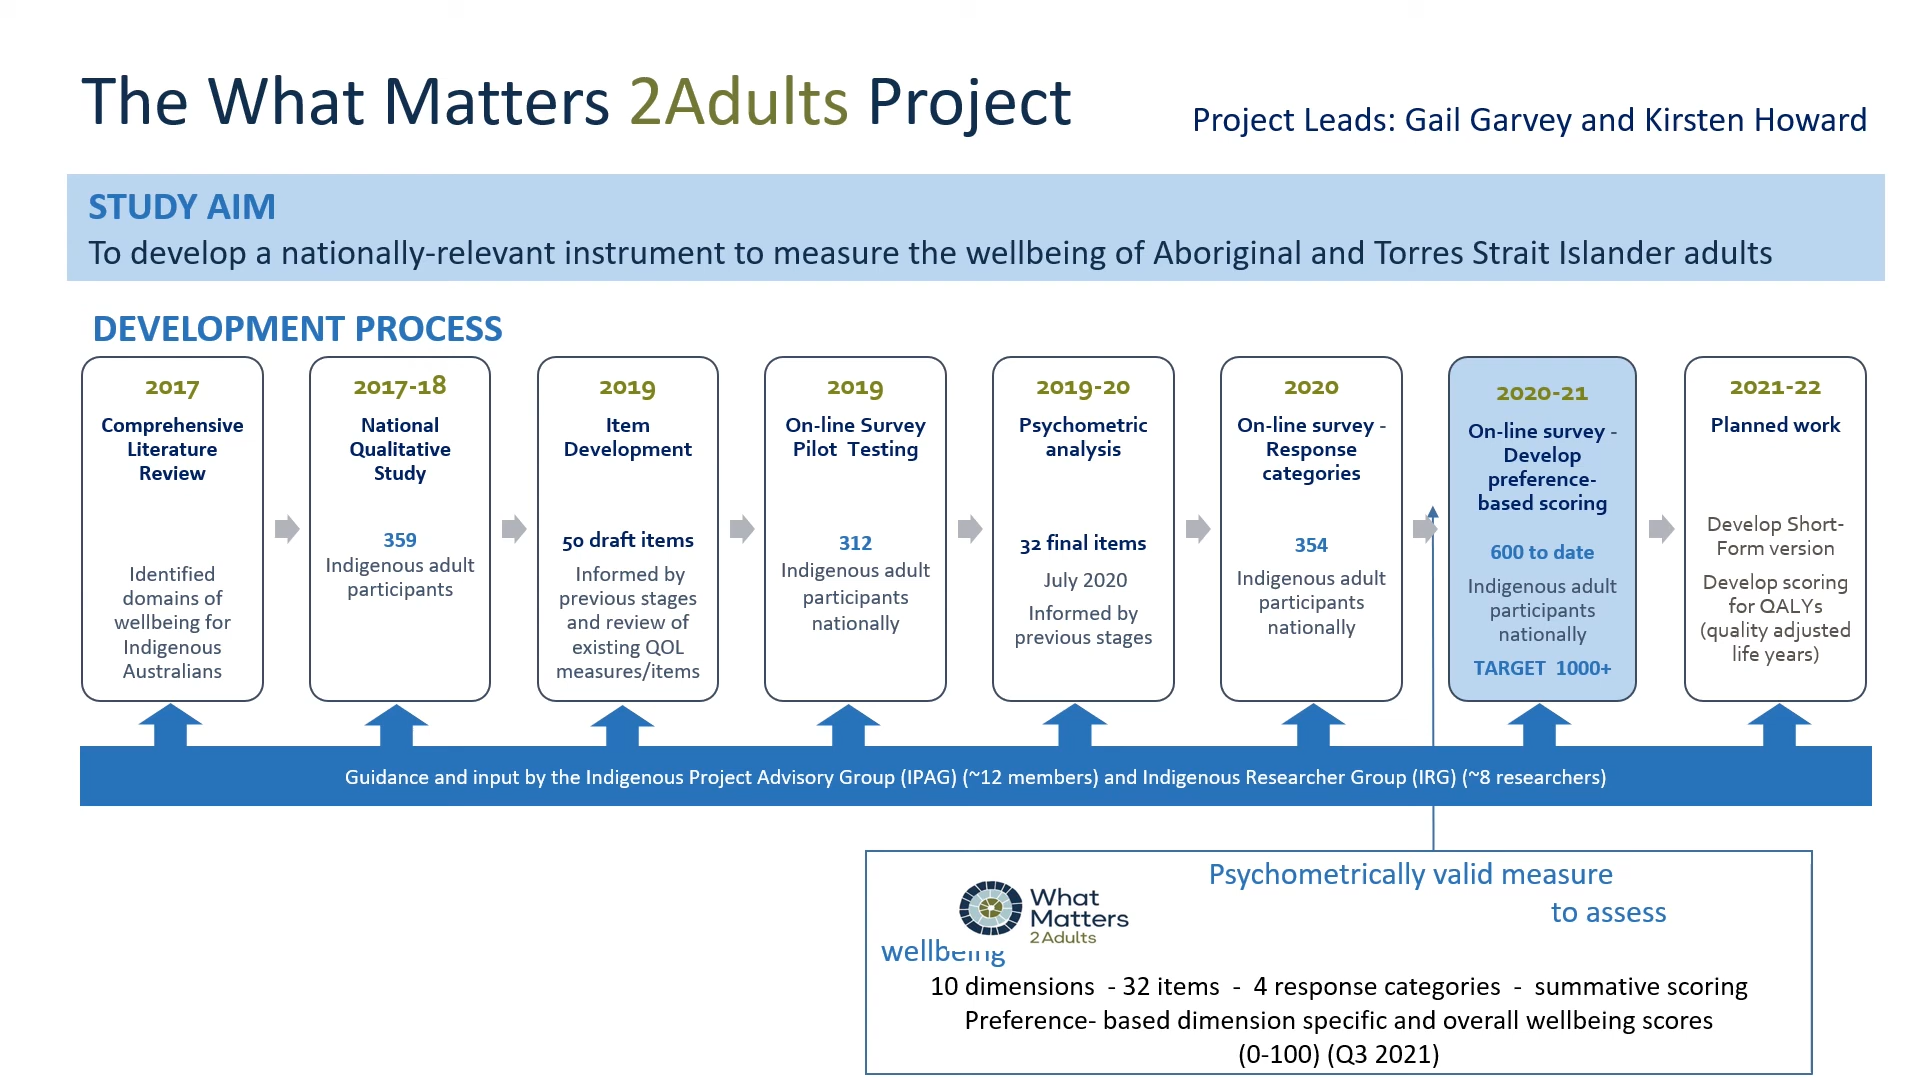 The What Matters 2Adults Project
Project Leads: Gail Garvey and Kirsten Howard
STUDY AIM
To develop a nationally-relevant instrument to measure the wellbeing of Aboriginal and Torres Strait Islander adults
DEVELOPMENT PROCESS
2017
Comprehensive
Literature
Review
Identified
domains of
wellbeing for
Indigenous
Australians
2017-18
National
Qualitative
Study
359
Indigenous adult
participants
2019
Item
Development
50 draft items
Informed by
previous stages
and review of
existing QOL
measures/items
2019
On-line Survey
Pilot Testing
312
Indigenous adult
participants
nationally
2019-20
Psychometric
analysis
32 final items
July 2020
Informed by
previous stages
2020
On-line survey -
Response
categories
354
Indigenous adult
participants
nationally
2020-21
On-line survey -
Develop
preference-
based scoring
600 to date
Indigenous adult
participants
nationally
TARGET 1000+
2021-22
Planned work
Develop Short-
Form version
Develop scoring
for QALYs
(quality adjusted
life years)
Guidance and input by the Indigenous Project Advisory Group (IPAG) (~12 members) and Indigenous Researcher Group (IRG) (~8 researchers)
Psychometrically valid measure
to assess
What
Matters
2Adults
wellbeing
10 dimensions - 32 items - 4 response categories - summative scoring
Preference- based dimension specific and overall wellbeing scores
(0-100) (Q3 2021)